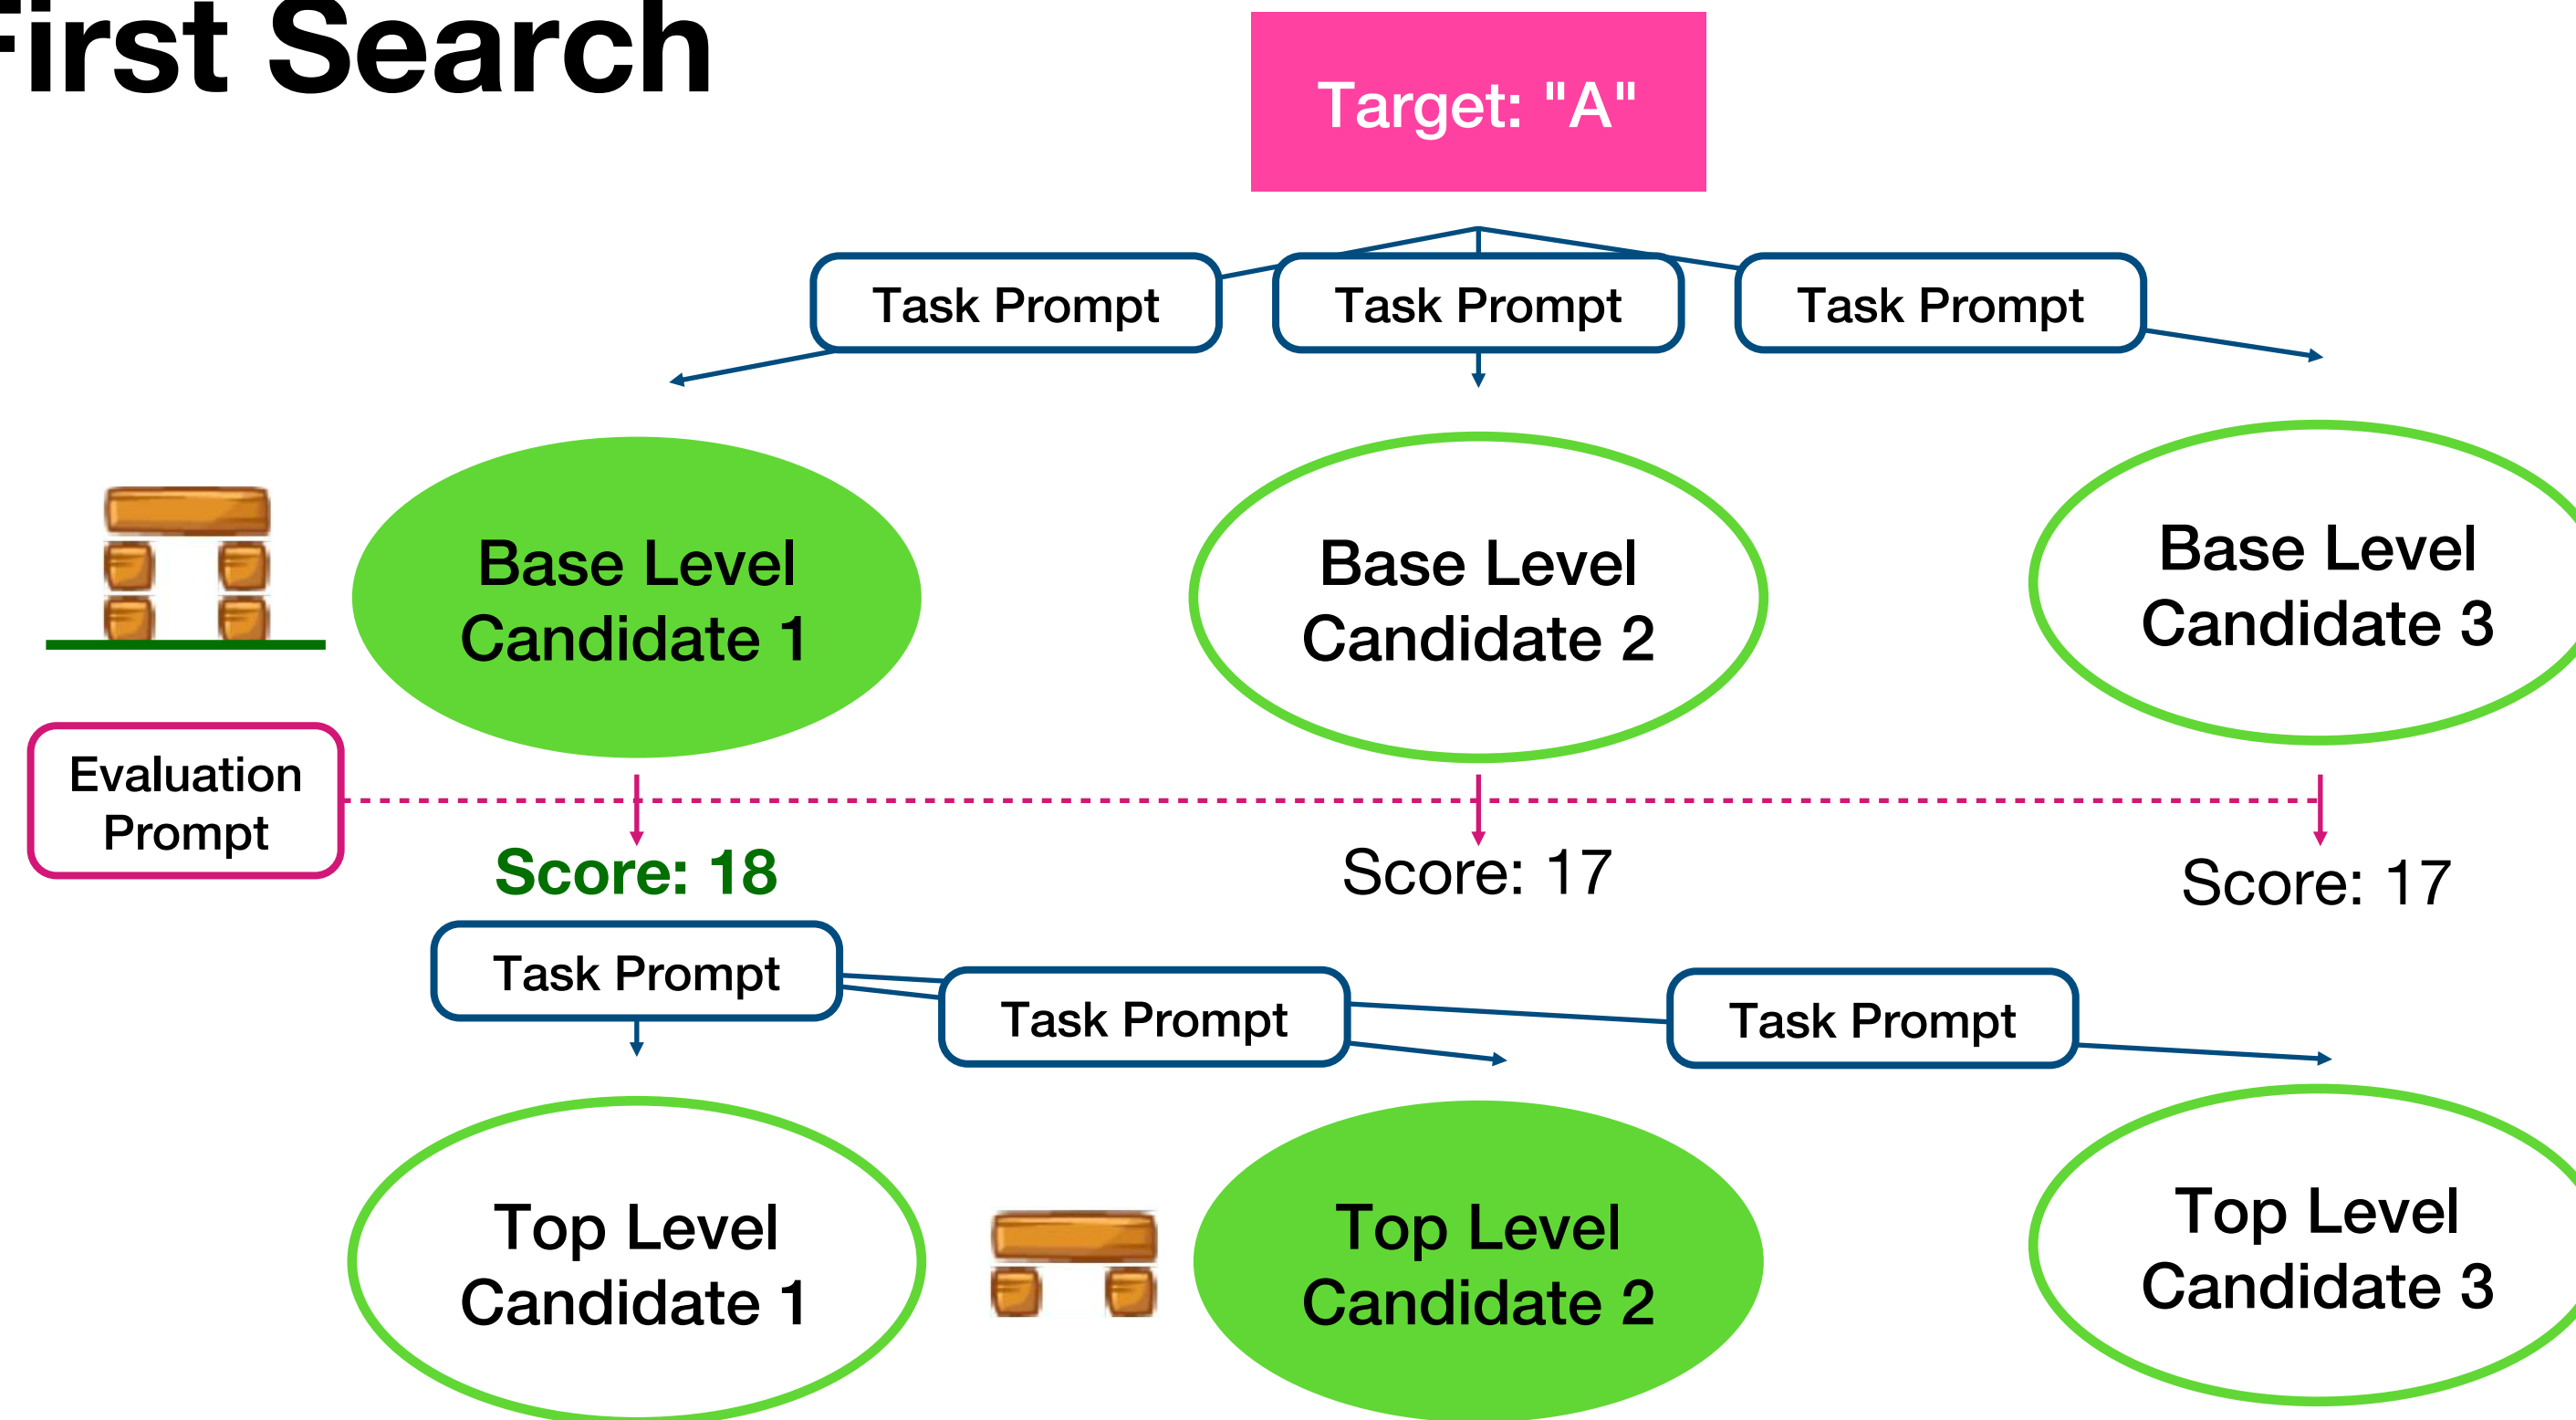 First Search
Target: "A"
Task Prompt
Task Prompt
Task Prompt
Base Level
Candidate 1
Base Level
Candidate 2
Base Level
Candidate 3
Evaluation
Prompt
Score: 18
Score: 17
Score: 17
Task Prompt
Task Prompt
Task Prompt
Top Level
Candidate 1
Top Level
Candidate 2
Top Level
Candidate 3